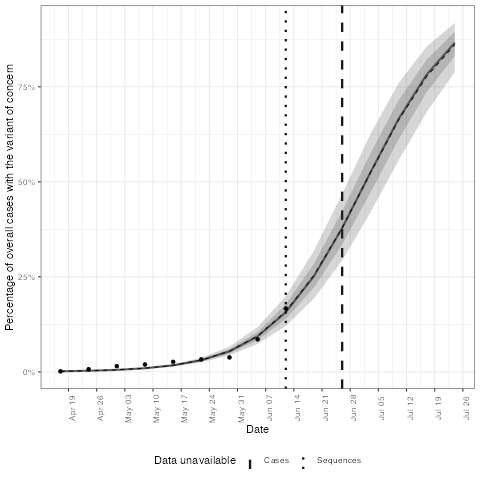 Percentage of overall cases with the variant of concern
75%
50%
25%
0%
Apr 19
Apr 26
May 03
May 10
May 17
May 24
May 31
Jun 07
Jun 14
Jun 21
Jun 28
Jul 05
Jul 12
Jul 19
Jul 26
Date
Data unavailable Cases Sequences